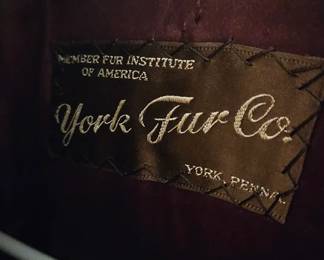 MEMBER FUR INSTITUTE
OF AMERICA
York Fur Co.
YORK, PENNA.